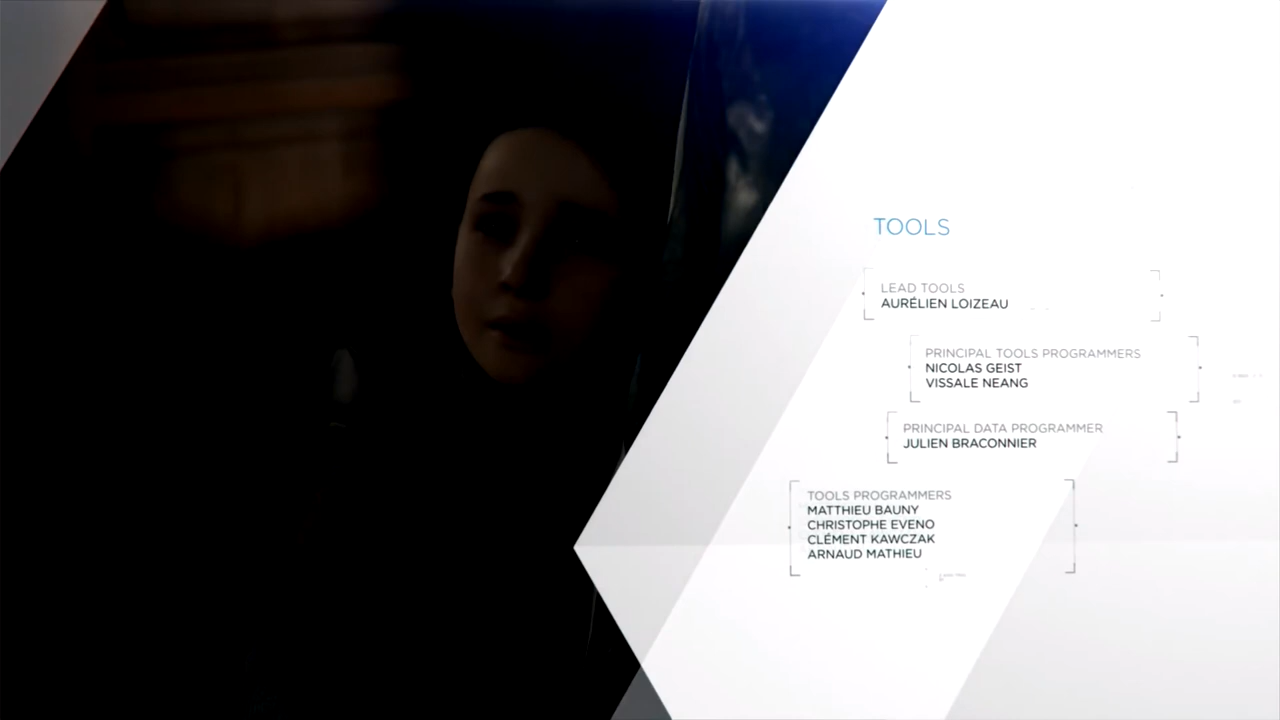 TOOLS
LEAD TOOLS
AURÉLIEN LOIZEAU
PRINCIPAL TOOLS PROGRAMMERS
NICOLAS GEIST
VISSALE NEANG
PRINCIPAL DATA PROGRAMMER
JULIEN BRACONNIER
TOOLS PROGRAMMERS
MATTHIEU BAUNY
CHRISTOPHE EVENO
CLÉMENT KAWCZAK
ARNAUD MATHIEU